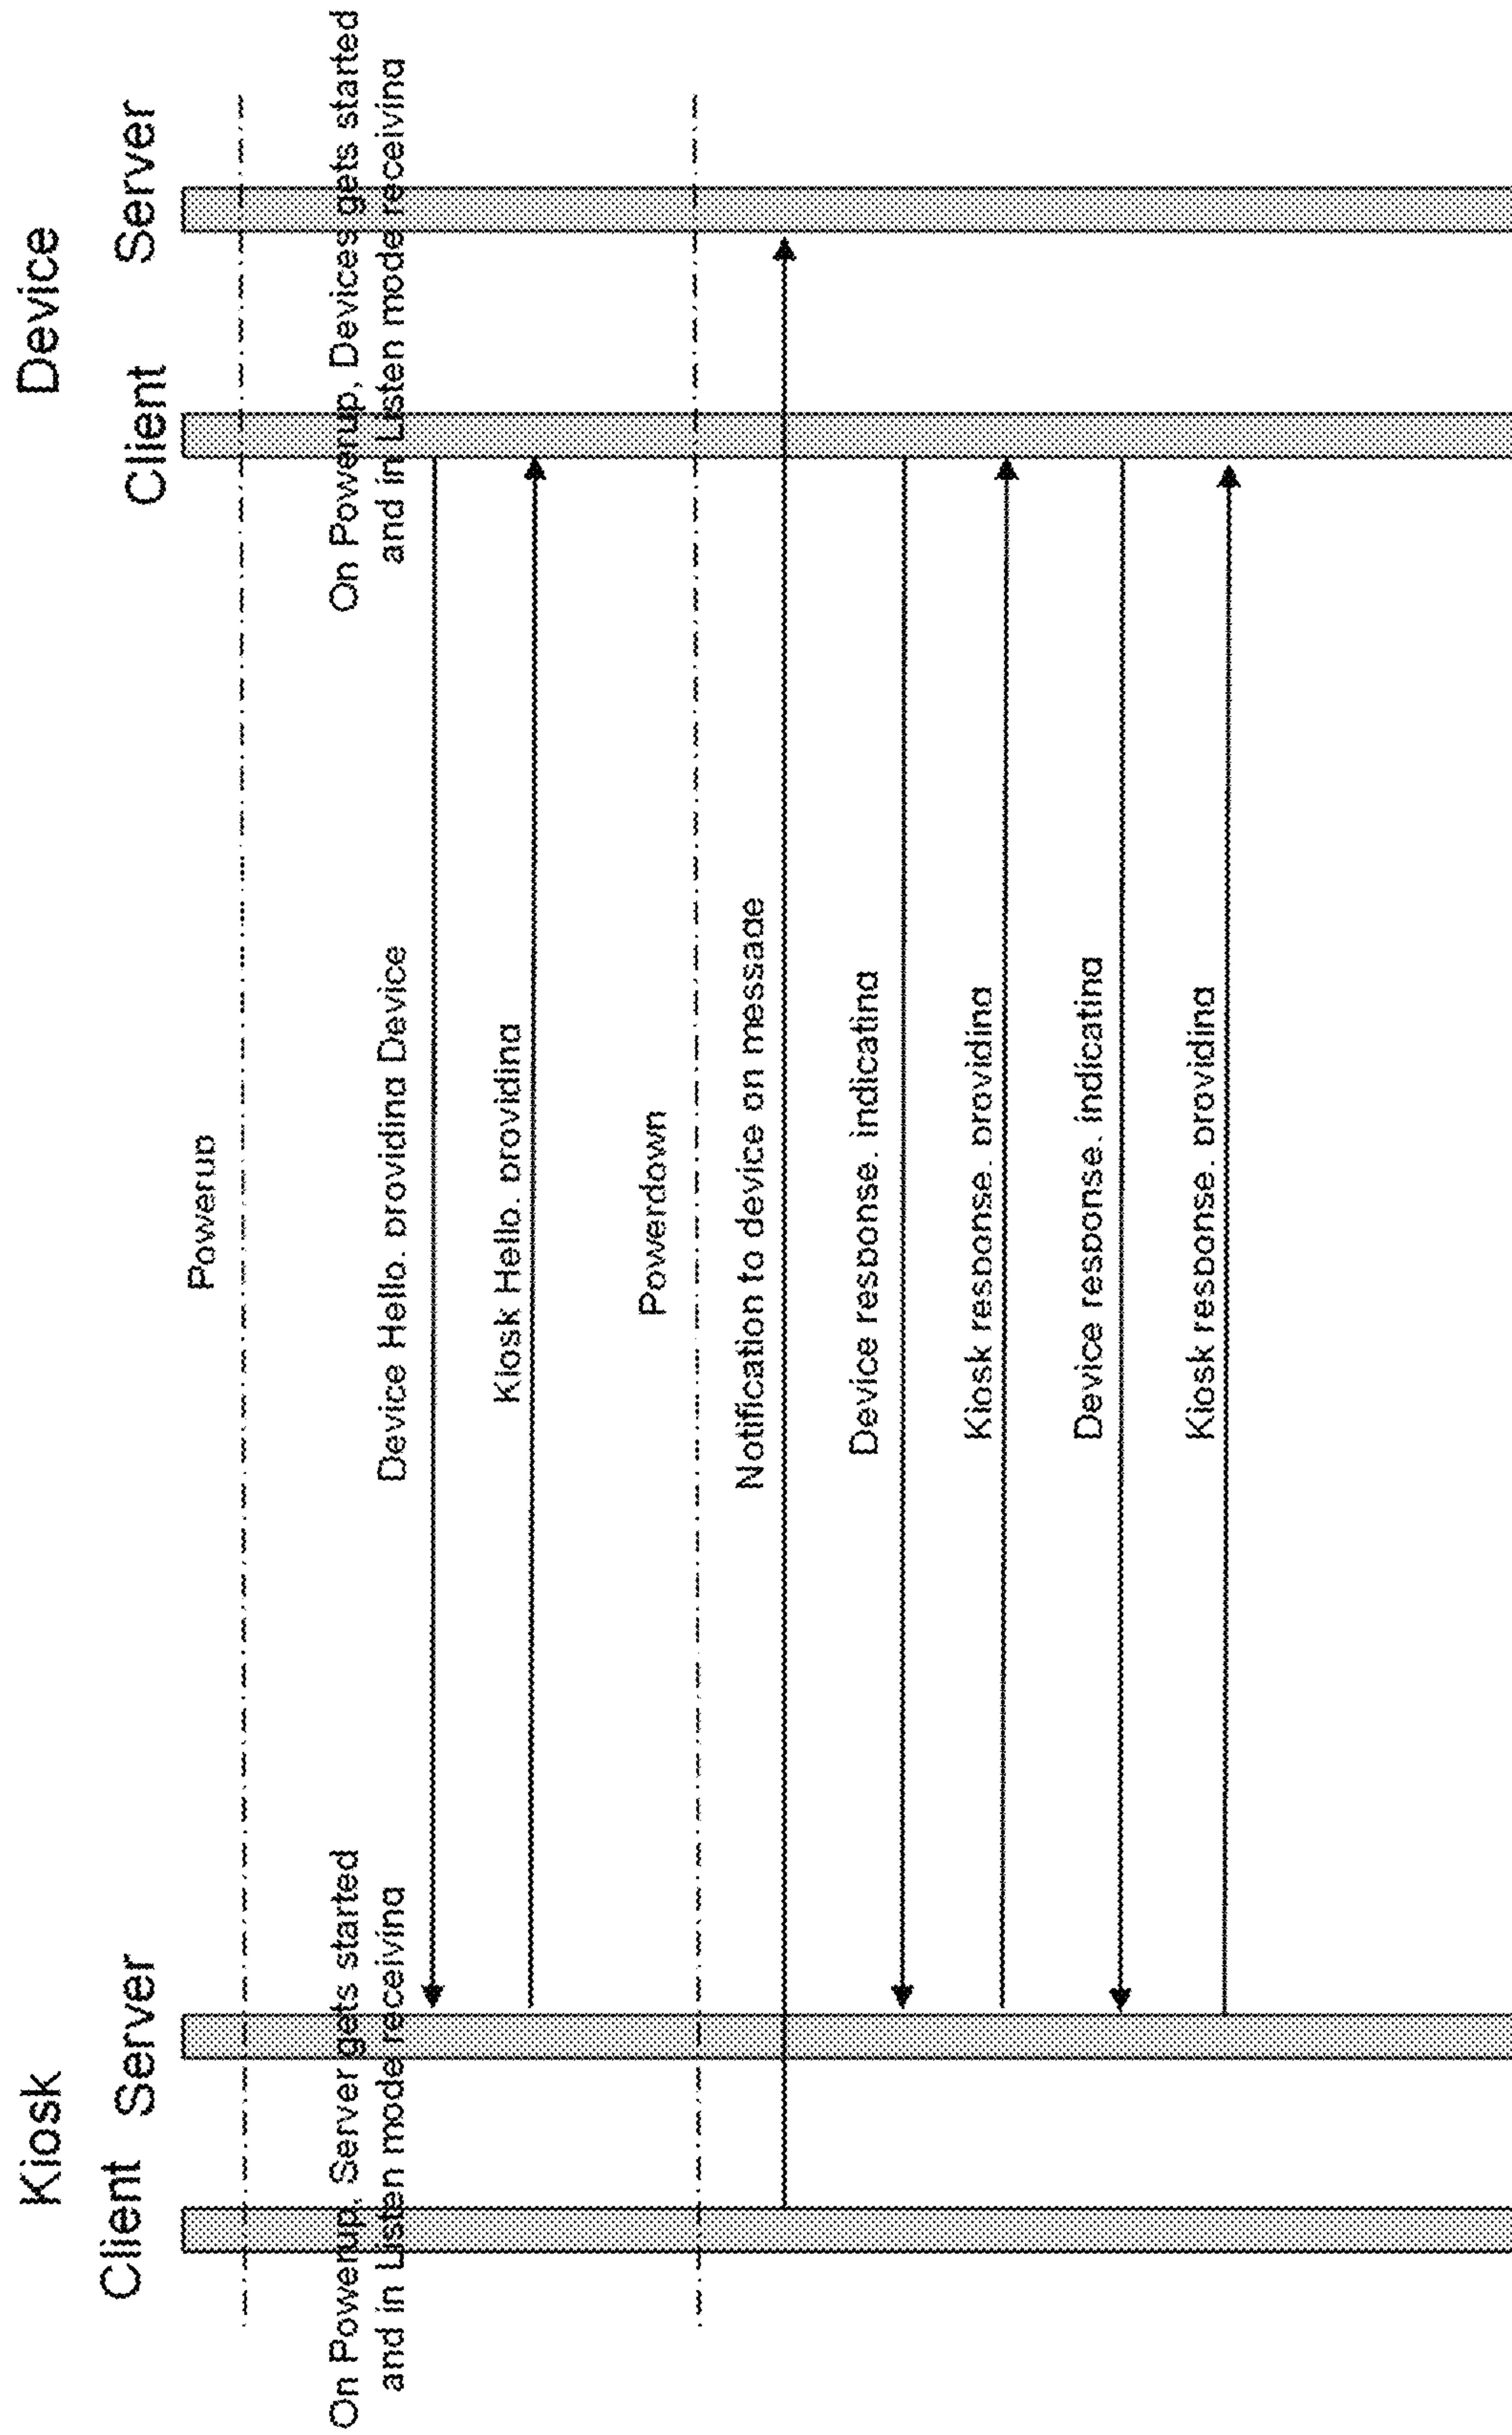 Kiosk
Device
Client
Server
Client
Server
Powerup
On Powerup, Server gets started
and in Listen mode receiving
On Powerup, Devices gets started
and in Listen mode receiving
Device Hello, providing Device
Kiosk Hello, providing
Powerdown
Notification to device on message
Device response, indicating
Kiosk response, providing
Device response, indicating
Kiosk response, providing